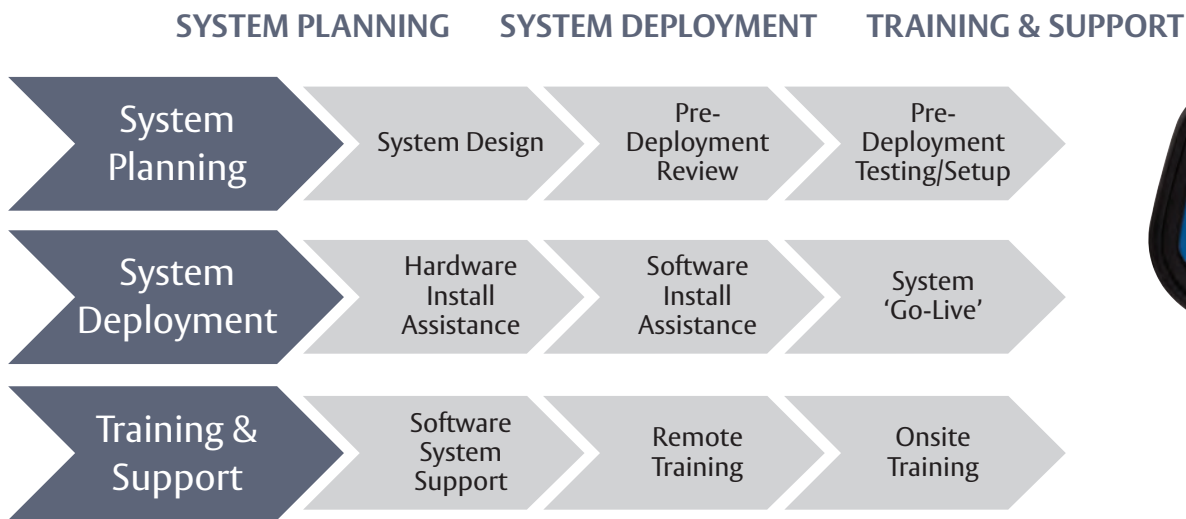 SYSTEM PLANNING SYSTEM DEPLOYMENT TRAINING & SUPPORT
System
Planning
System Design
Pre-
Deployment
Review
Pre-
Deployment
Testing/Setup
System
Deployment
Hardware
Install
Assistance
Software
Install
Assistance
System
‘Go-Live’
Training &
Support
Software
System
Support
Remote
Training
Onsite
Training